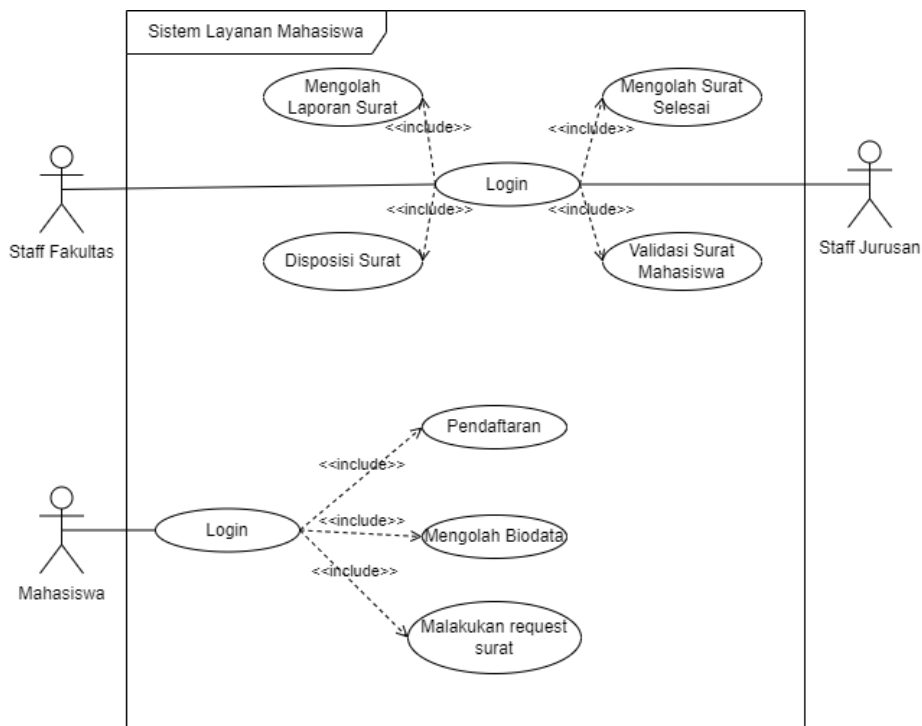 Sistem Layanan Mahasiswa
Mengolah
Laporan Surat
Mengolah Surat
Selesai
<<include>>
<<include>>
Login
<<include>>
<<include>>
Staff Fakultas
Disposisi Surat
Validasi Surat
Mahasiswa
Staff Jurusan
Pendaftaran
<<include>>
Login
<<include>>
Mengolah Biodata
<<include>>
Mahasiswa
Malakukan request
surat